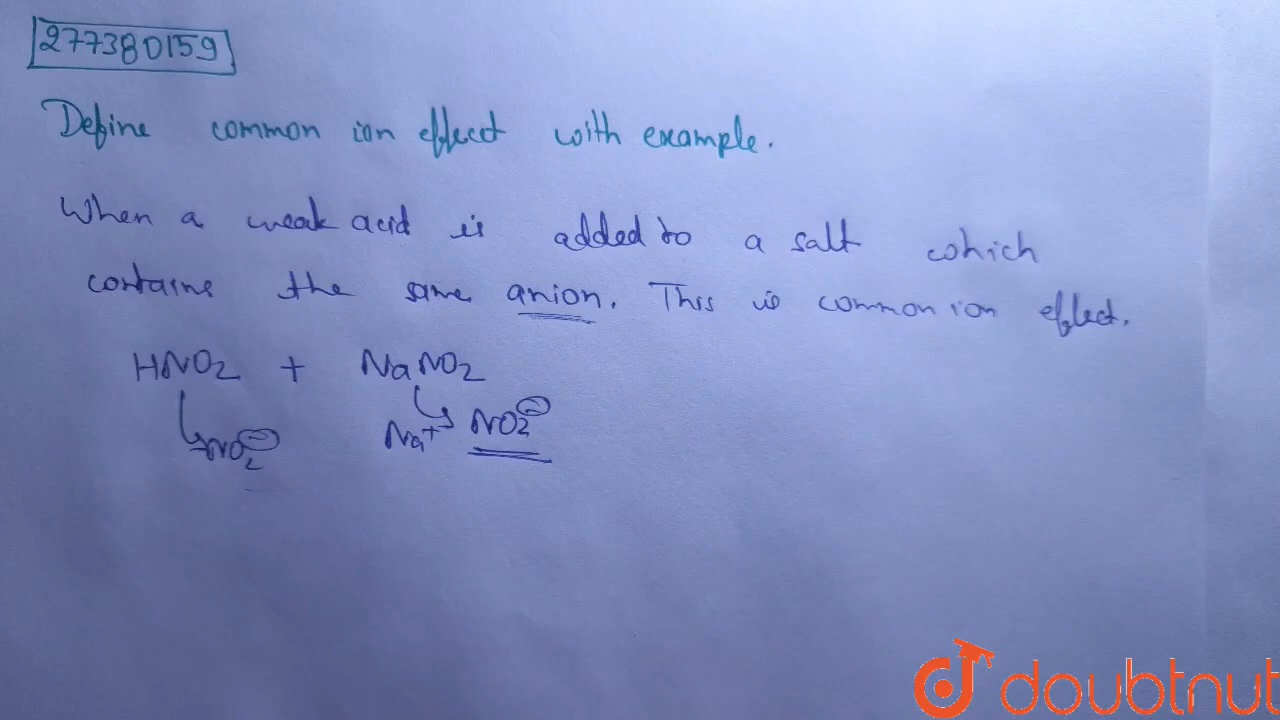 277380159
Define common ion effect with example.
When a weak acid is added to a salt which
contains the same anion. This is common ion effect.
HNO2 + NaNO2
NO2⊖ Na+ NO2⊖
doubtnut